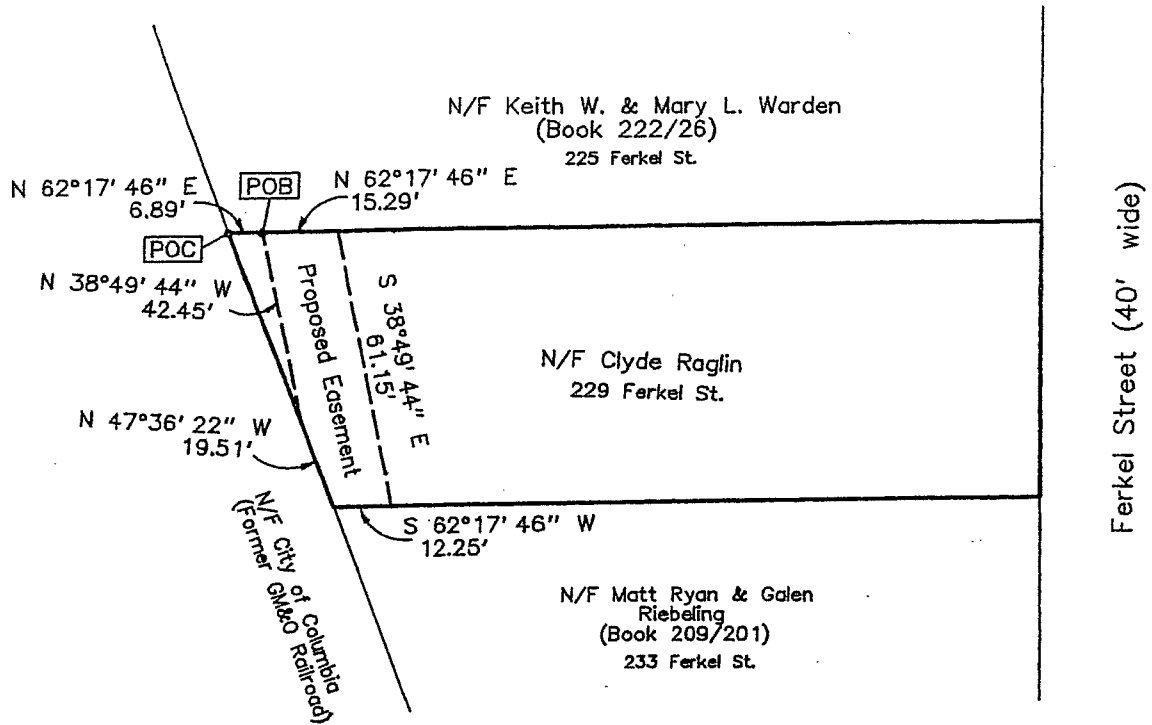 N/F Keith W. & Mary L. Warden
(Book 222/26)
225 Ferkel St.
N 62°17' 46" E
6.89'
POB
N 62°17' 46" E
15.29'
POC
N 38°49' 44" W
42.45'
Proposed Easement
S 38°49' 44" E
61.15'
N/F Clyde Raglin
229 Ferkel St.
Ferkel Street (40' wide)
N 47°36' 22" W
19.51'
S 62°17' 46" W
12.25'
N/F City of Columbia
(Former GM&O Railroad)
N/F Matt Ryan & Galen
Riebeling
(Book 209/201)
233 Ferkel St.